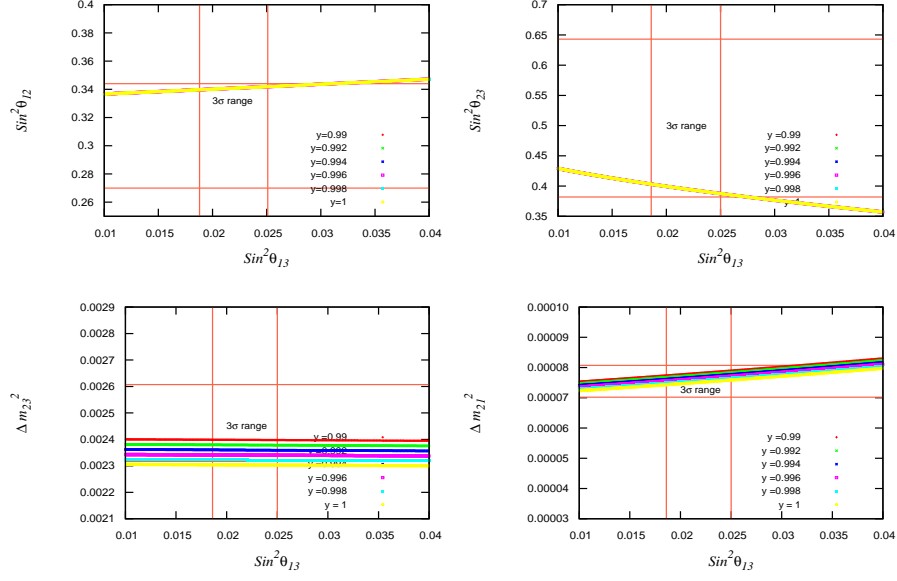 0.4
0.38
0.36
0.34
0.32
0.3
0.28
0.26
Sin²θ₁₂
3σ range
y=0.99
y=0.992
y=0.994
y=0.996
y=0.998
y=1
0.01 0.015 0.02 0.025 0.03 0.035 0.04
Sin²θ₁₃
0.7
0.65
0.6
0.55
0.5
0.45
0.4
0.35
Sin²θ₂₃
3σ range
y =0.99
y=0.992
y=0.994
y=0.996
y=0.998
0.01 0.015 0.02 0.025 0.03 0.035 0.04
Sin²θ₁₃
0.0029
0.0028
0.0027
0.0026
0.0025
0.0024
0.0023
0.0022
0.0021
Δ m₂₃²
3σ range
y =0.99
y =0.992
y =0.996
y =0.998
y = 1
0.01 0.015 0.02 0.025 0.03 0.035 0.04
Sin²θ₁₃
0.00010
0.00009
0.00008
0.00007
0.00006
0.00005
0.00004
0.00003
Δ m₂₁²
3σ range
y =0.99
y =0.992
y =0.994
y =0.996
y =0.998
y = 1
0.01 0.015 0.02 0.025 0.03 0.035 0.04
Sin²θ₁₃